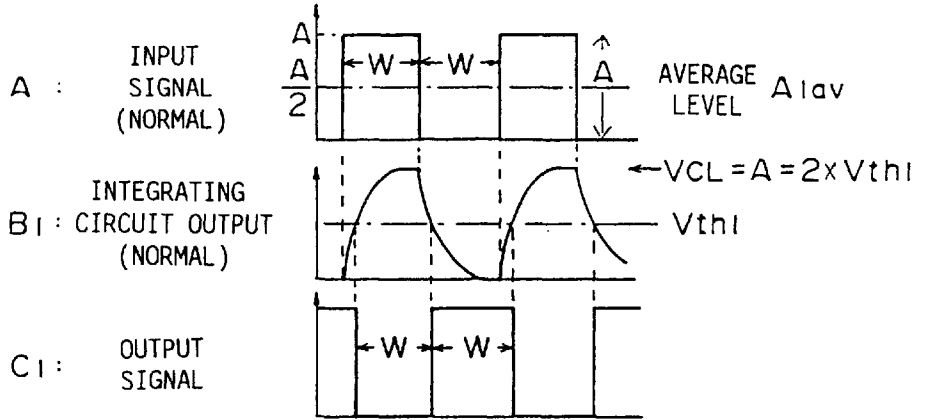 A : INPUT SIGNAL (NORMAL)
A
A/2
W W
A
AVERAGE LEVEL A1av
B1 : INTEGRATING CIRCUIT OUTPUT (NORMAL)
←VCL=A=2×Vth1
Vth1
C1 : OUTPUT SIGNAL
W W